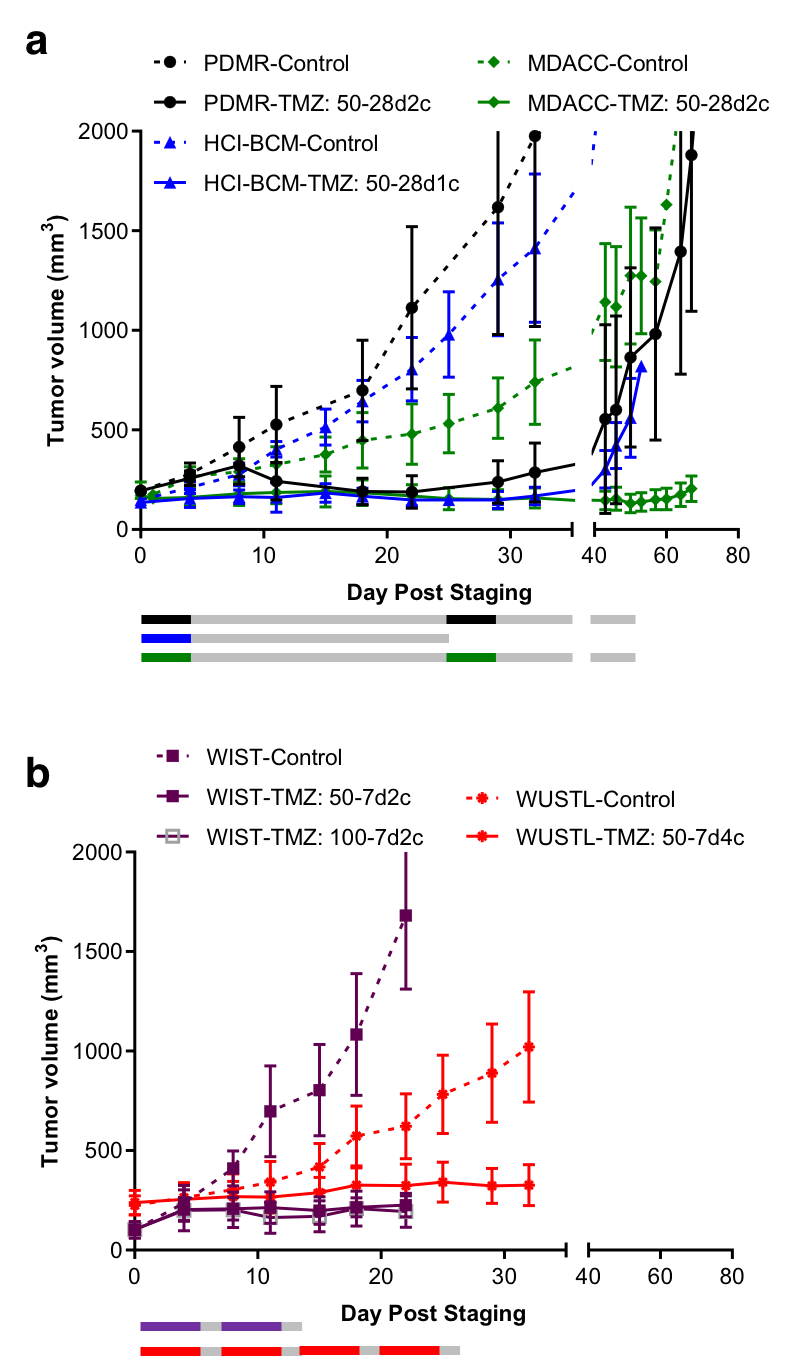 a
PDMR-Control
MDACC-Control
PDMR-TMZ: 50-28d2c
MDACC-TMZ: 50-28d2c
2000
HCI-BCM-Control
HCI-BCM-TMZ: 50-28d1c
1500
1000
500
0
Tumor volume (mm³)
0 10 20 30 40 60 80
Day Post Staging
b
WIST-Control
WIST-TMZ: 50-7d2c
WUSTL-Control
WIST-TMZ: 100-7d2c
WUSTL-TMZ: 50-7d4c
2000
1500
1000
500
0
Tumor volume (mm³)
0 10 20 30 40 60 80
Day Post Staging